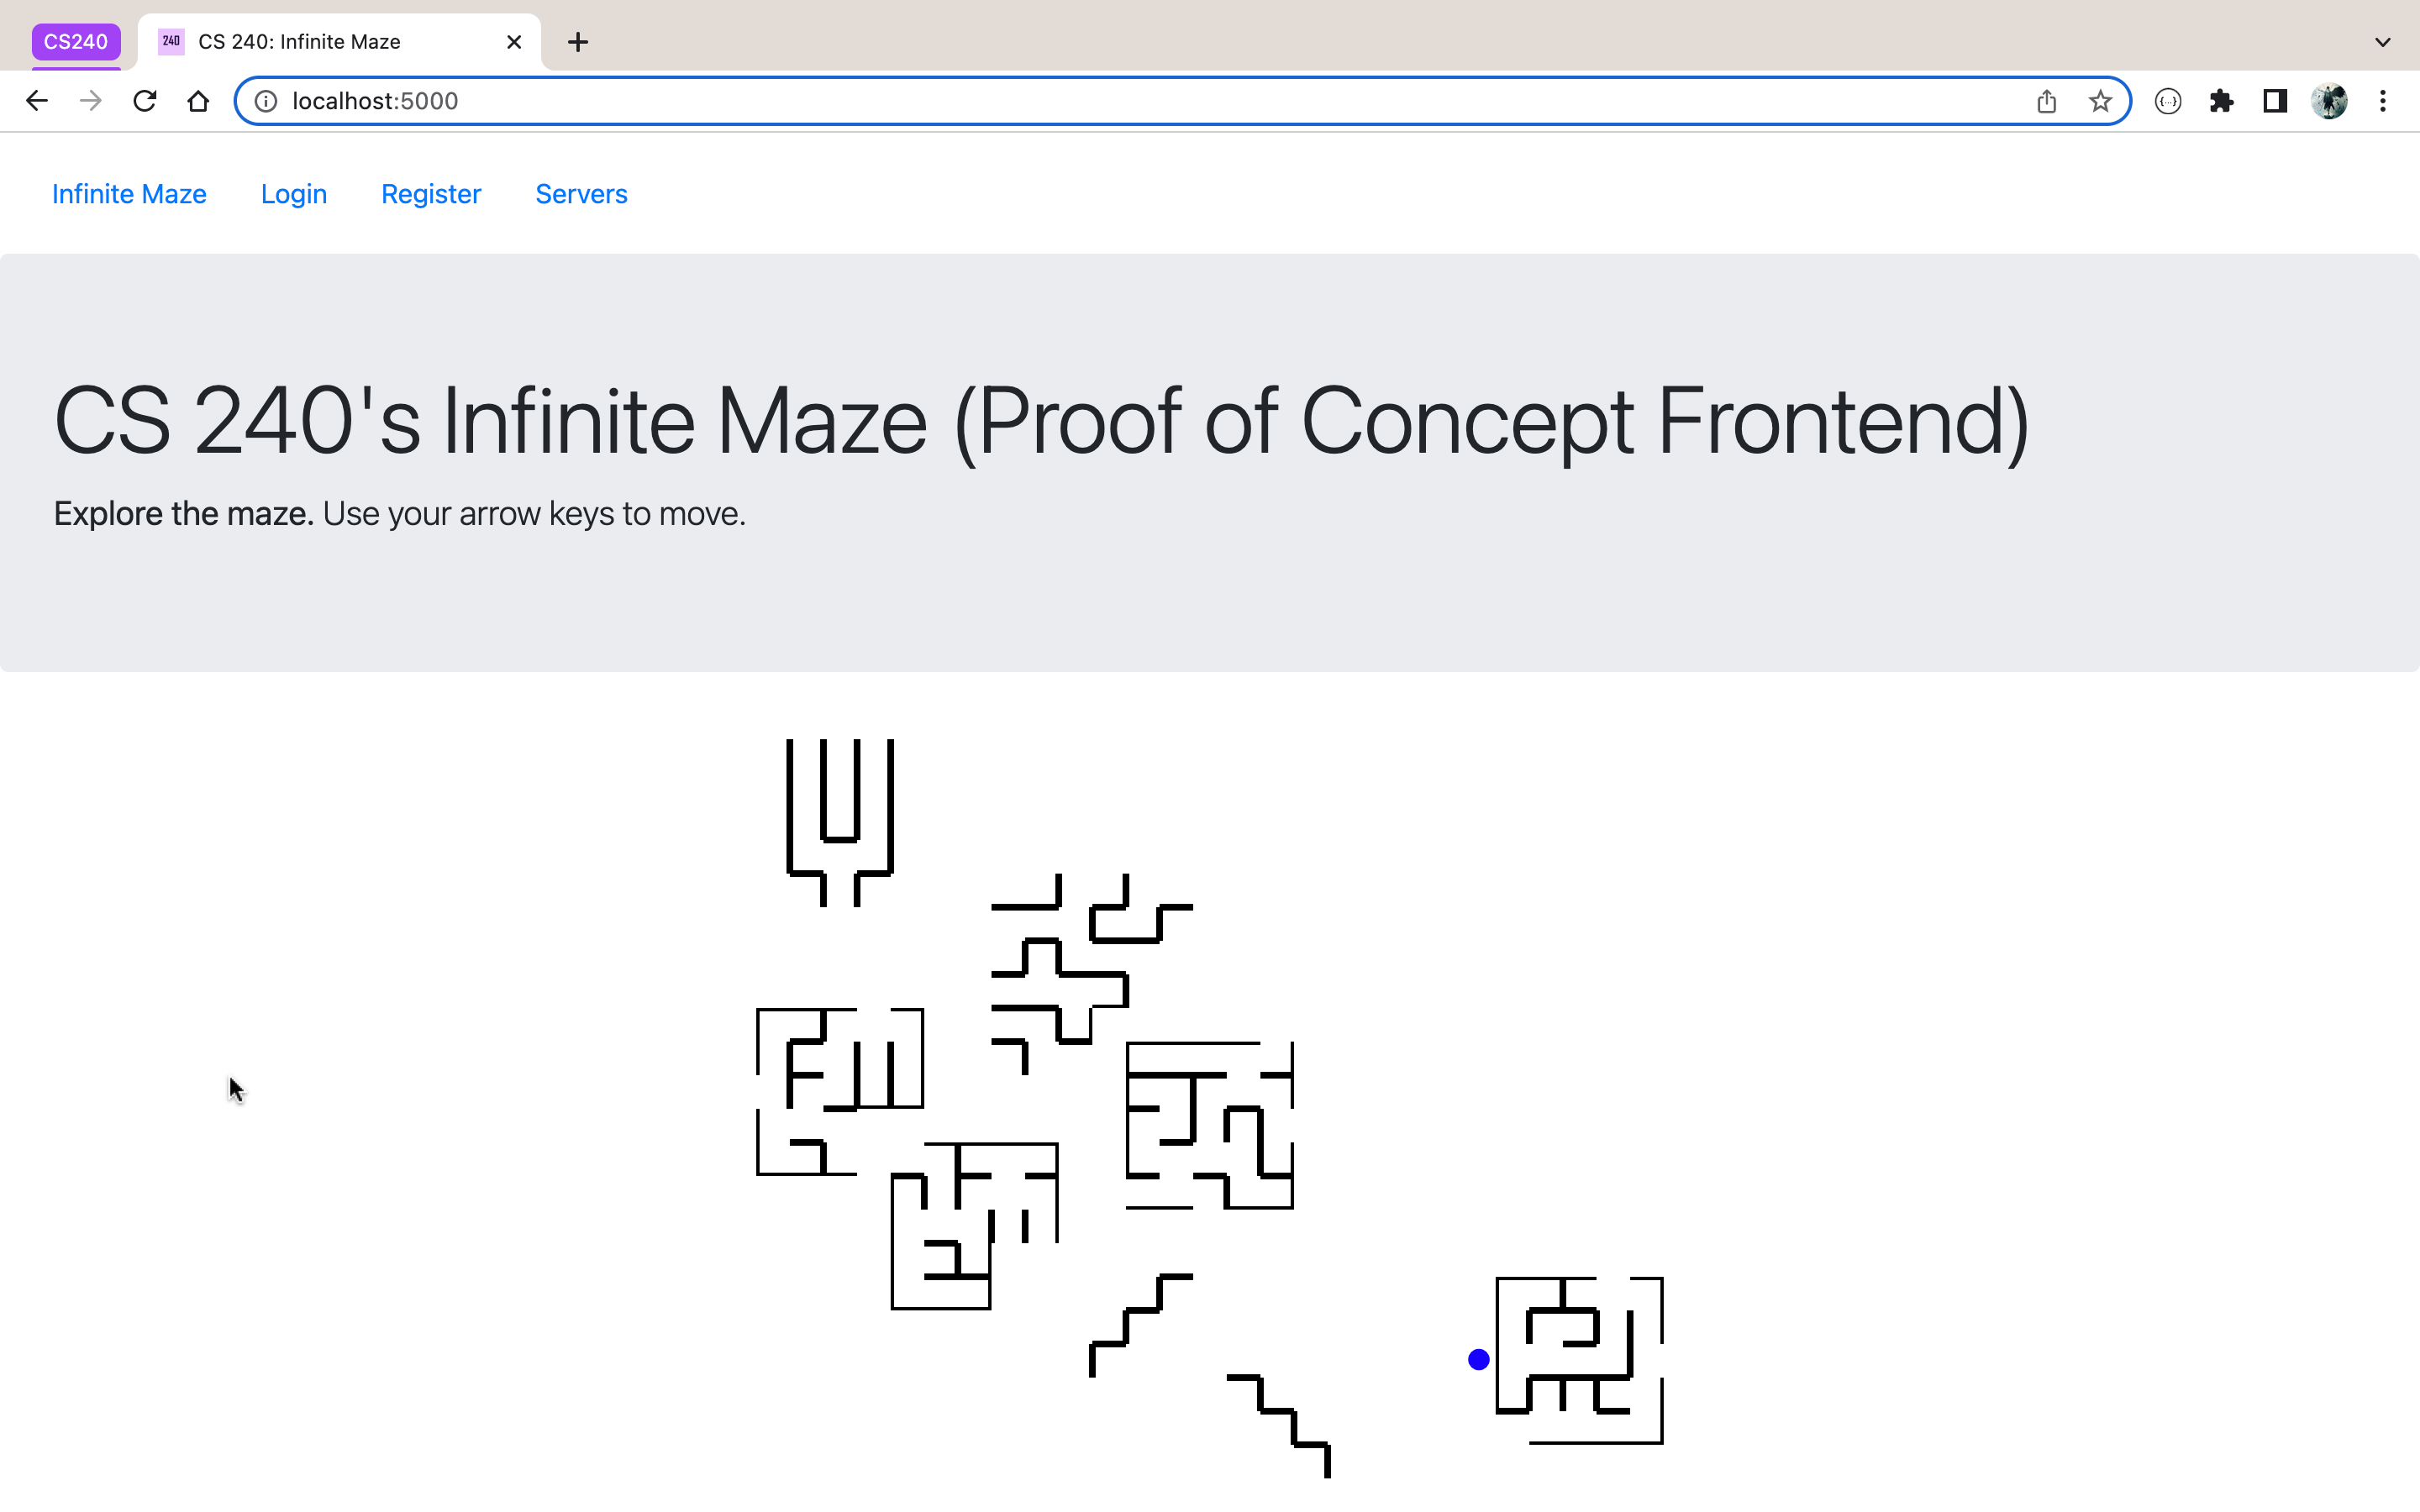 CS240
240 CS 240: Infinite Maze
localhost:5000
Infinite Maze Login Register Servers
CS 240's Infinite Maze (Proof of Concept Frontend)
Explore the maze. Use your arrow keys to move.